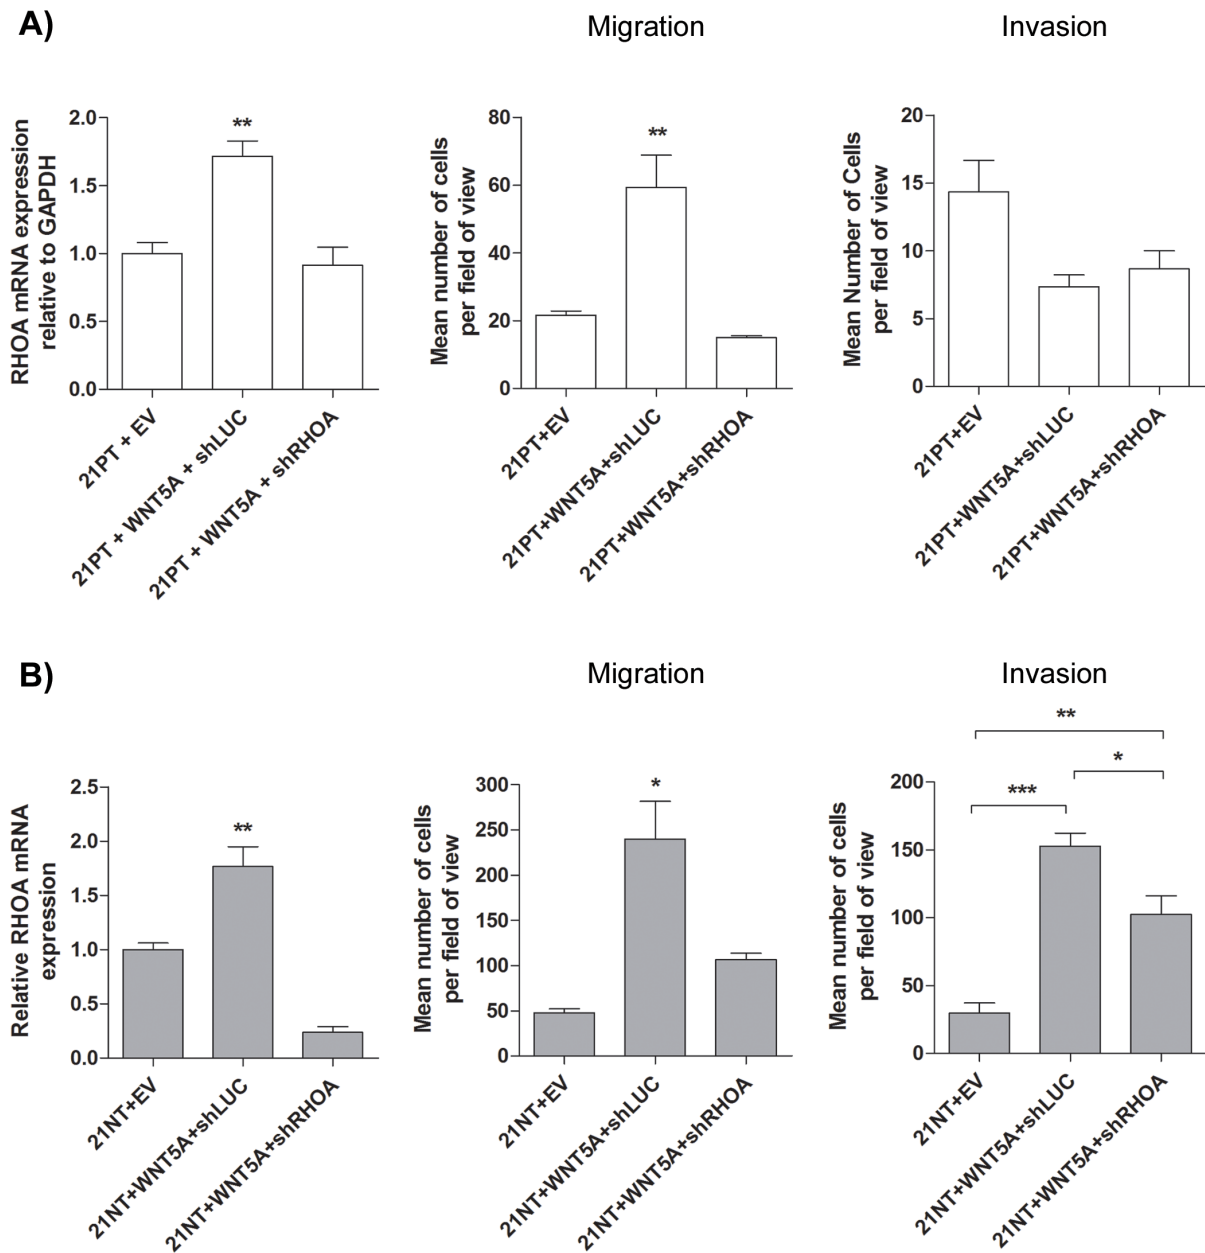 A)
Migration
Invasion
RHOA mRNA expression
relative to GAPDH
2.0
1.5
1.0
0.5
0.0
**
21PT + EV
21PT + WNT5A + shLUC
21PT + WNT5A + shRHOA
Mean number of cells
per field of view
80
60
40
20
0
**
21PT+EV
21PT+WNT5A+shLUC
21PT+WNT5A+shRHOA
Mean Number of Cells
per field of view
20
15
10
5
0
21PT+EV
21PT+WNT5A+shLUC
21PT+WNT5A+shRHOA
B)
Migration
Invasion
Relative RHOA mRNA
expression
2.5
2.0
1.5
1.0
0.5
0.0
**
21NT+EV
21NT+WNT5A+shLUC
21NT+WNT5A+shRHOA
Mean number of cells
per field of view
300
250
200
150
100
50
0
*
21NT+EV
21NT+WNT5A+shLUC
21NT+WNT5A+shRHOA
Mean number of cells
per field of view
200
150
100
50
0
**
*
***
21NT+EV
21NT+WNT5A+shLUC
21NT+WNT5A+shRHOA